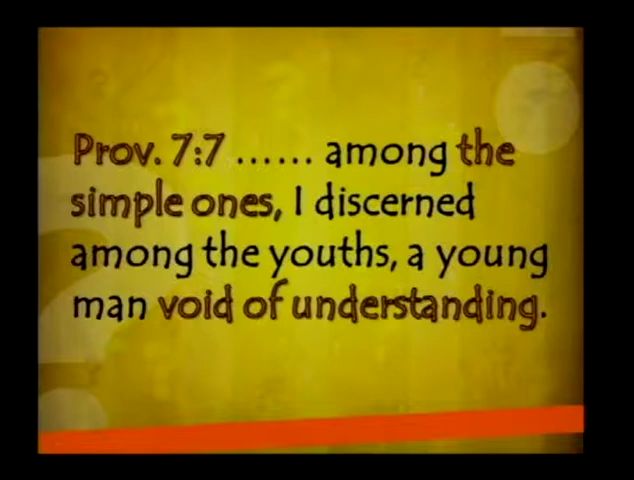 Prov. 7:7 ...... among the
simple ones, I discerned
among the youths, a young
man void of understanding.